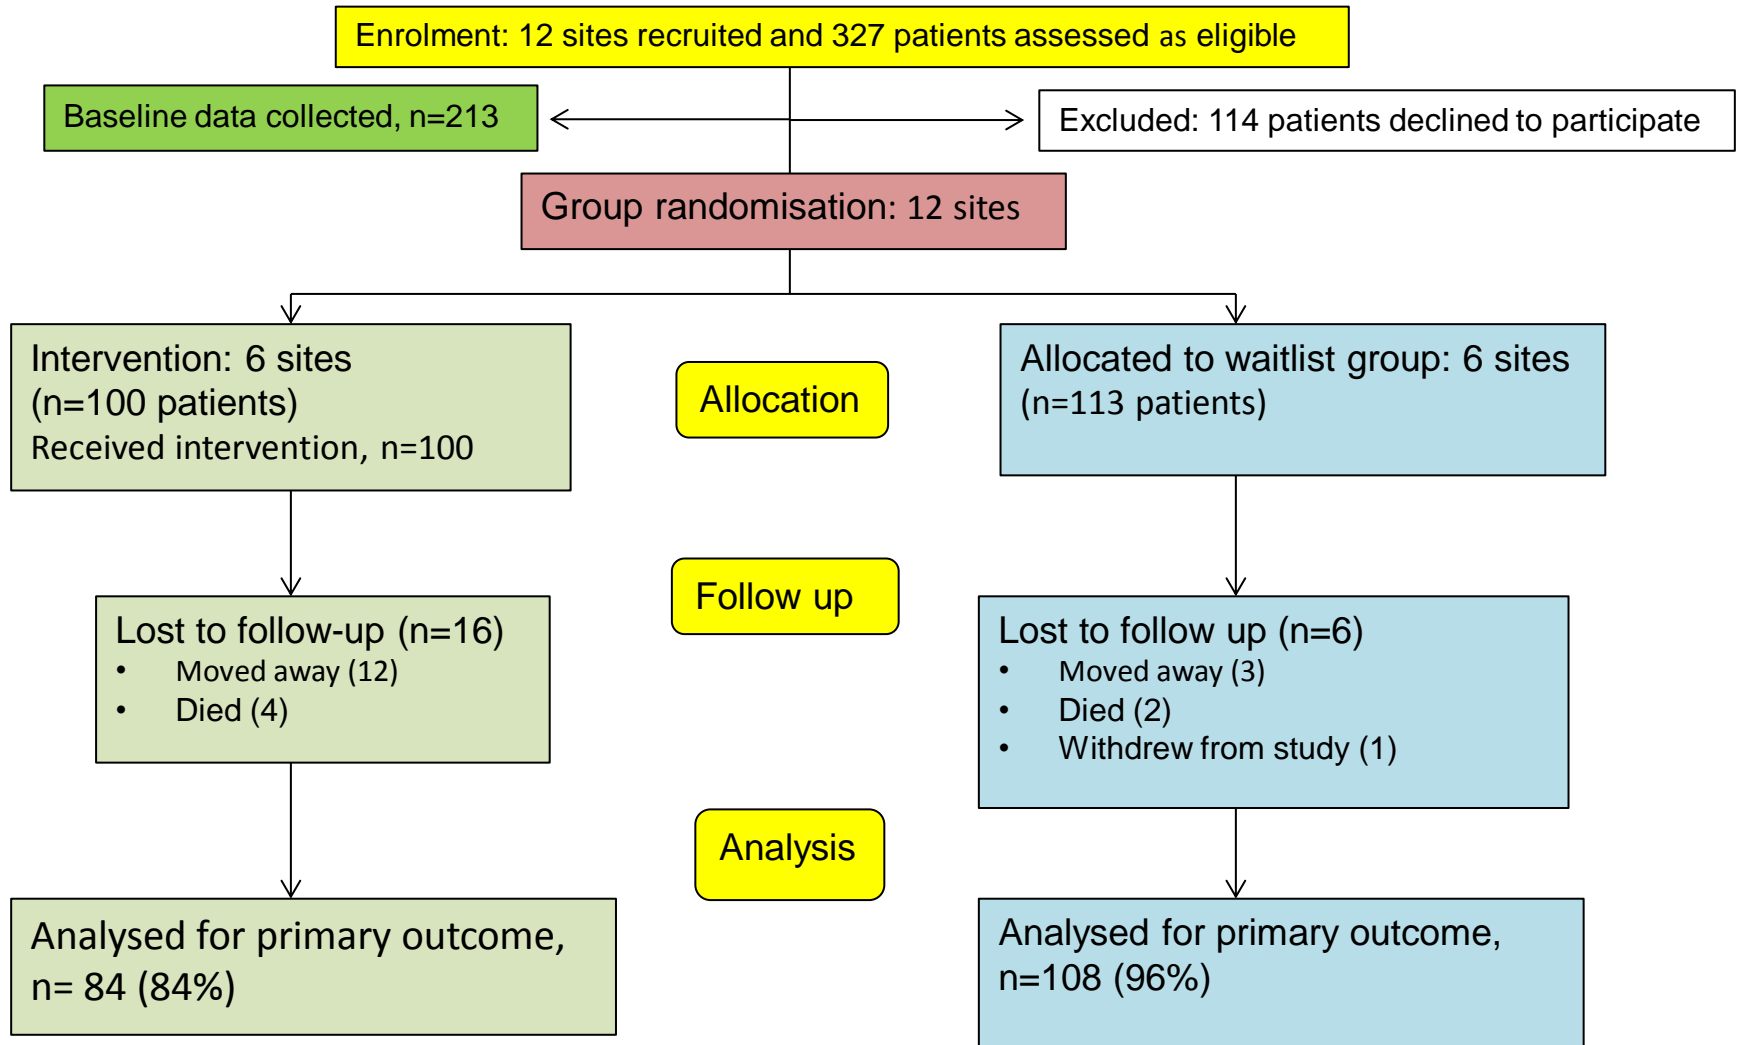 Enrolment: 12 sites recruited and 327 patients assessed as eligible
Baseline data collected, n=213
Excluded: 114 patients declined to participate
Group randomisation: 12 sites
Intervention: 6 sites
(n=100 patients)
Received intervention, n=100
Allocation
Allocated to waitlist group: 6 sites
(n=113 patients)
Follow up
Lost to follow-up (n=16)
• Moved away (12)
• Died (4)
Lost to follow up (n=6)
• Moved away (3)
• Died (2)
• Withdrew from study (1)
Analysis
Analysed for primary outcome,
n= 84 (84%)
Analysed for primary outcome,
n=108 (96%)